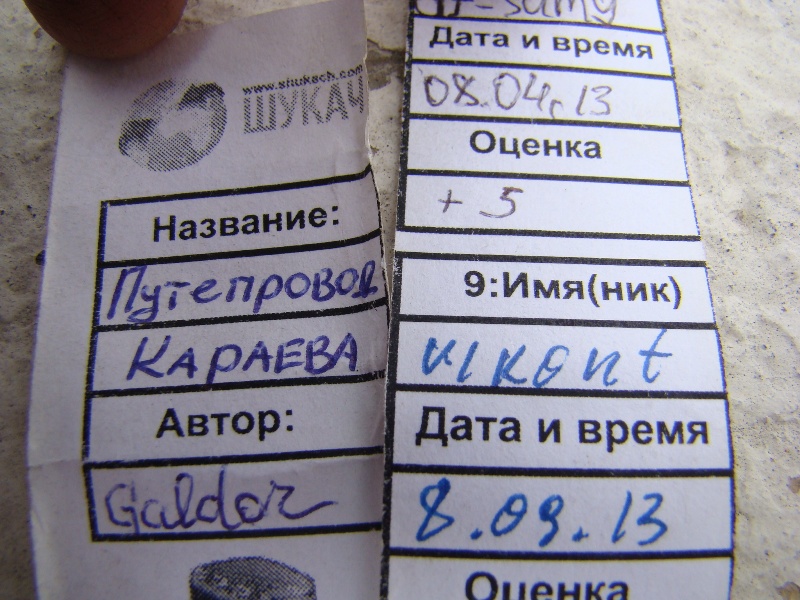 www.shukach.com
ШУКАЧ
Название:
Путепровод
КАРАЕВА
Автор:
Galdor
Дата и время
08.04.13
Оценка
+ 5
9:Имя(ник)
vikont
Дата и время
8.09.13
Оценка